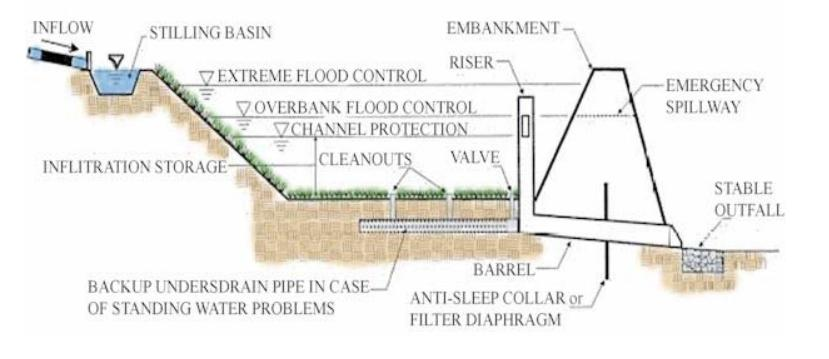 INFLOW
STILLING BASIN
EMBANKMENT
RISER
EXTREME FLOOD CONTROL
EMERGENCY
SPILLWAY
OVERBANK FLOOD CONTROL
CHANNEL PROTECTION
INFLITRATION STORAGE
CLEANOUTS
VALVE
STABLE
OUTFALL
BARREL
BACKUP UNDERSDRAIN PIPE IN CASE
OF STANDING WATER PROBLEMS
ANTI-SLEEP COLLAR or
FILTER DIAPHRAGM